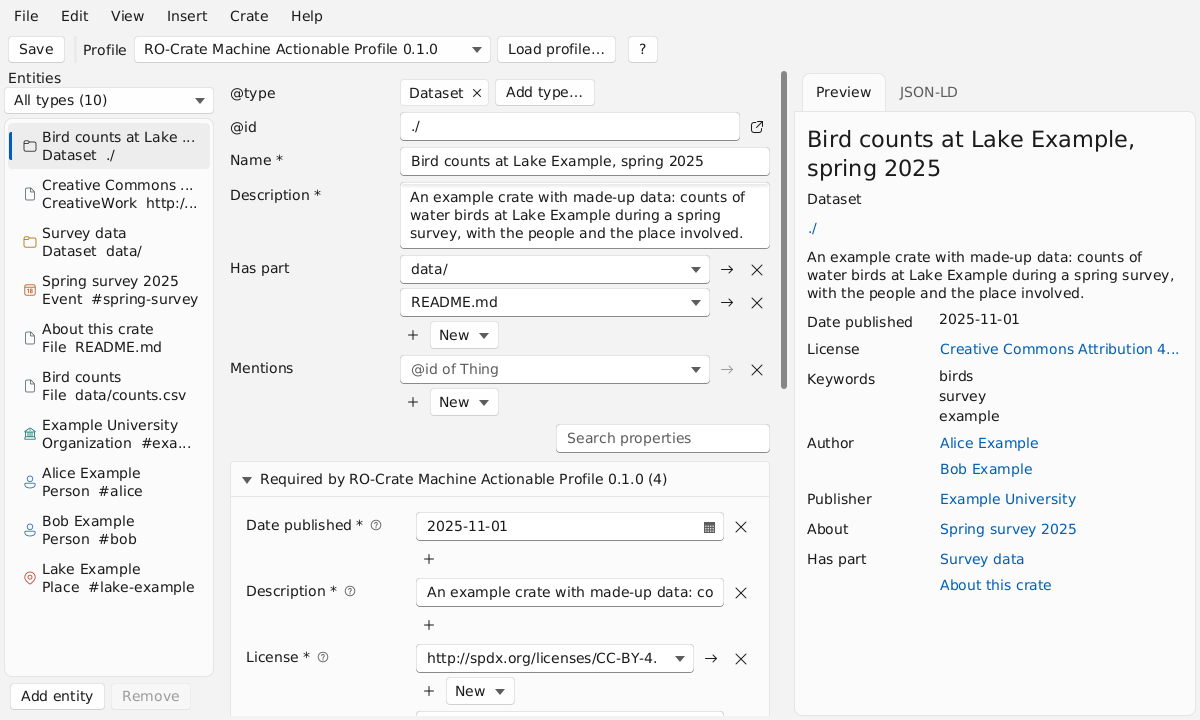 File Edit View Insert Crate Help
Save Profile RO-Crate Machine Actionable Profile 0.1.0 Load profile... ?
Entities
All types (10)
Bird counts at Lake ...
Dataset ./
Creative Commons ...
CreativeWork http:/...
Survey data
Dataset data/
Spring survey 2025
Event #spring-survey
About this crate
File README.md
Bird counts
File data/counts.csv
Example University
Organization #exa...
Alice Example
Person #alice
Bob Example
Person #bob
Lake Example
Place #lake-example
Add entity Remove
@type Dataset × Add type...
@id ./
Name * Bird counts at Lake Example, spring 2025
Description * An example crate with made-up data: counts of
water birds at Lake Example during a spring
survey, with the people and the place involved.
Has part data/
README.md
+ New
Mentions @id of Thing
+ New
Search properties
Required by RO-Crate Machine Actionable Profile 0.1.0 (4)
Date published * 2025-11-01
+
Description * An example crate with made-up data: co
+
License * http://spdx.org/licenses/CC-BY-4.
+ New
Preview JSON-LD
Bird counts at Lake Example,
spring 2025
Dataset
./
An example crate with made-up data: counts of
water birds at Lake Example during a spring survey,
with the people and the place involved.
Date published 2025-11-01
License Creative Commons Attribution 4...
Keywords birds
survey
example
Author Alice Example
Bob Example
Publisher Example University
About Spring survey 2025
Has part Survey data
About this crate